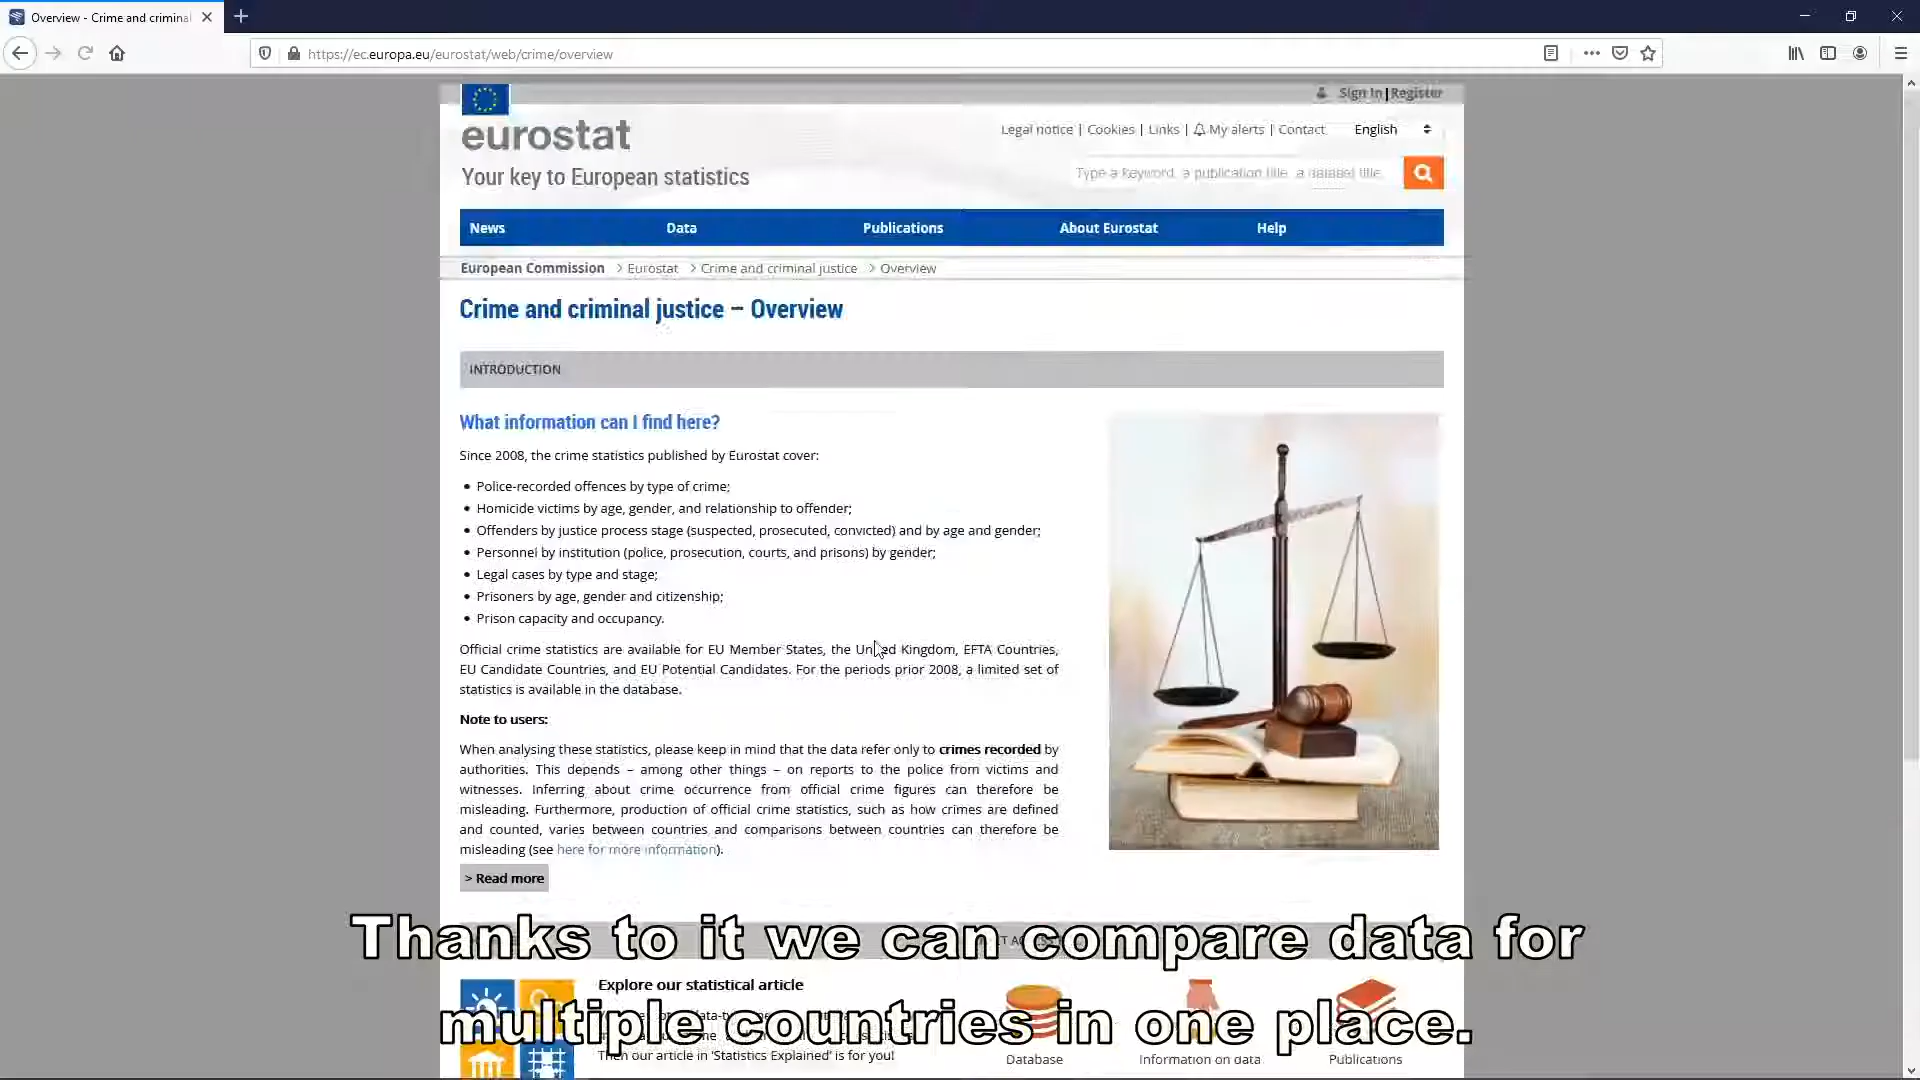 Overview - Crime and crimina
https://ec.europa.eu/eurostat/web/crime/overview
Sign In | Register
eurostat
Legal notice | Cookies | Links | My alerts | Contact English
Your key to European statistics
Type a keyword, a publication title, a dataset title
News Data Publications About Eurostat Help
European Commission > Eurostat > Crime and criminal justice > Overview
Crime and criminal justice – Overview
INTRODUCTION
What information can I find here?
Since 2008, the crime statistics published by Eurostat cover:
• Police-recorded offences by type of crime;
• Homicide victims by age, gender, and relationship to offender;
• Offenders by justice process stage (suspected, prosecuted, convicted) and by age and gender;
• Personnel by institution (police, prosecution, courts, and prisons) by gender;
• Legal cases by type and stage;
• Prisoners by age, gender and citizenship;
• Prison capacity and occupancy.
Official crime statistics are available for EU Member States, the United Kingdom, EFTA Countries,
EU Candidate Countries, and EU Potential Candidates. For the periods prior 2008, a limited set of
statistics is available in the database.
Note to users:
When analysing these statistics, please keep in mind that the data refer only to crimes recorded by
authorities. This depends – among other things – on reports to the police from victims and
witnesses. Inferring about crime occurrence from official crime figures can therefore be
misleading. Furthermore, production of official crime statistics, such as how crimes are defined
and counted, varies between countries and comparisons between countries can therefore be
misleading (see here for more information).
> Read more
Thanks to it we can compare data for
multiple countries in one place.
Explore our statistical article
Then our article in 'Statistics Explained' is for you!
Database Information on data Publications